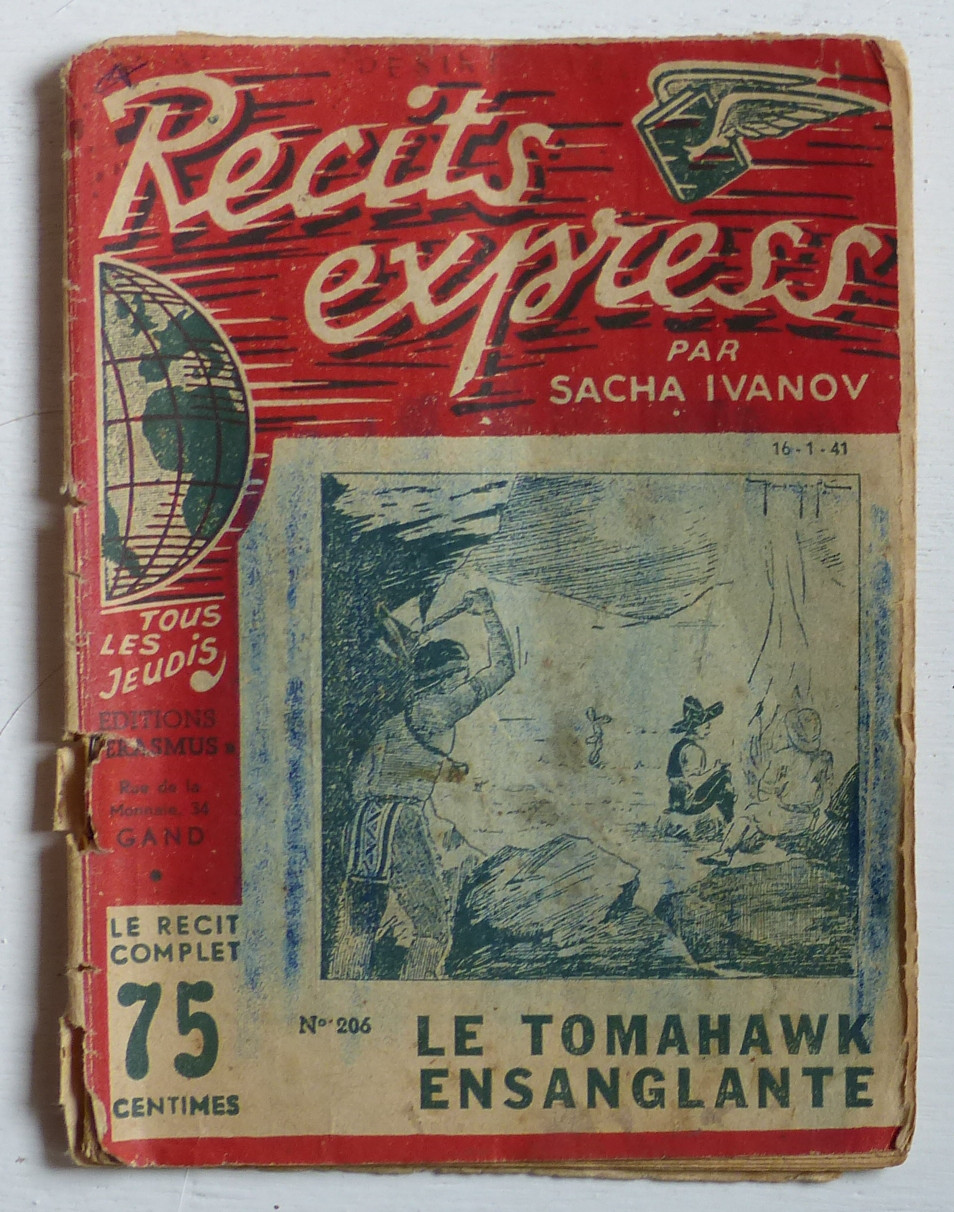 Recits
express
PAR
SACHA IVANOV
16-1-41
TOUS
LES
JEUDIS
EDITIONS
ERASMUS
Rue de la
Monnaie, 34
GAND
LE RECIT
COMPLET
75
CENTIMES
No. 206
LE TOMAHAWK
ENSANGLANTE